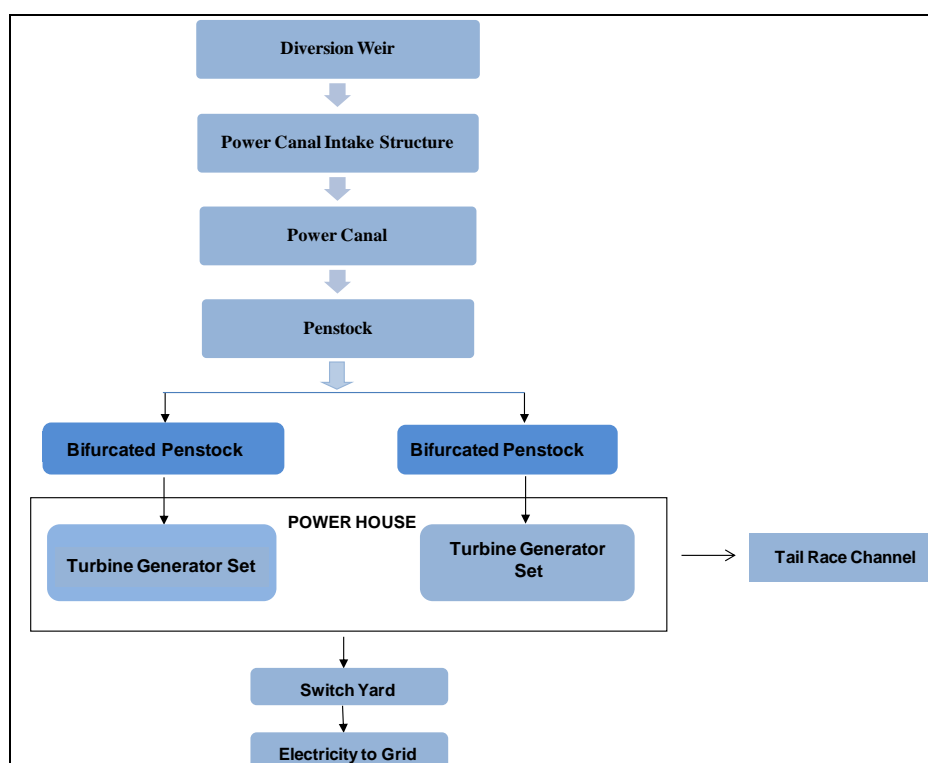 Diversion Weir
Power Canal Intake Structure
Power Canal
Penstock
Bifurcated Penstock
Bifurcated Penstock
POWER HOUSE
Turbine Generator Set
Turbine Generator
Set
Tail Race Channel
Switch Yard
Electricity to Grid